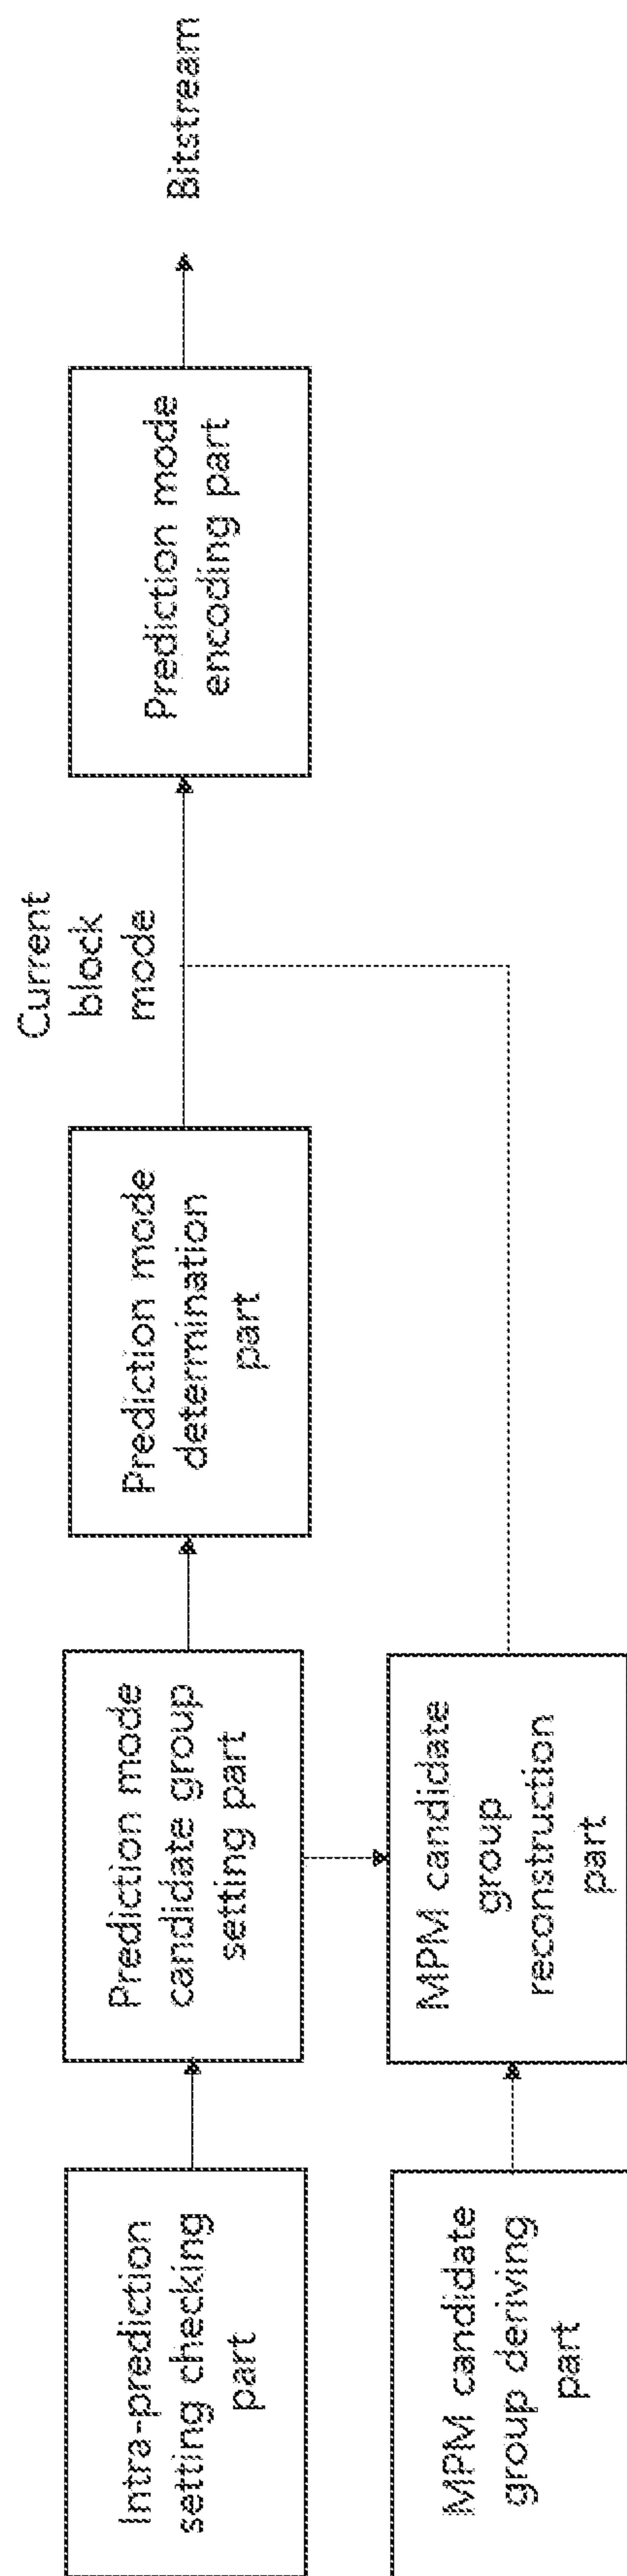 Intra-prediction
setting checking
part
Prediction mode
candidate group
setting part
Prediction mode
determination
part
Current
block
mode
Prediction mode
encoding part
Bitstream
MPM candidate
group deriving
part
MPM candidate
group
reconstruction
part